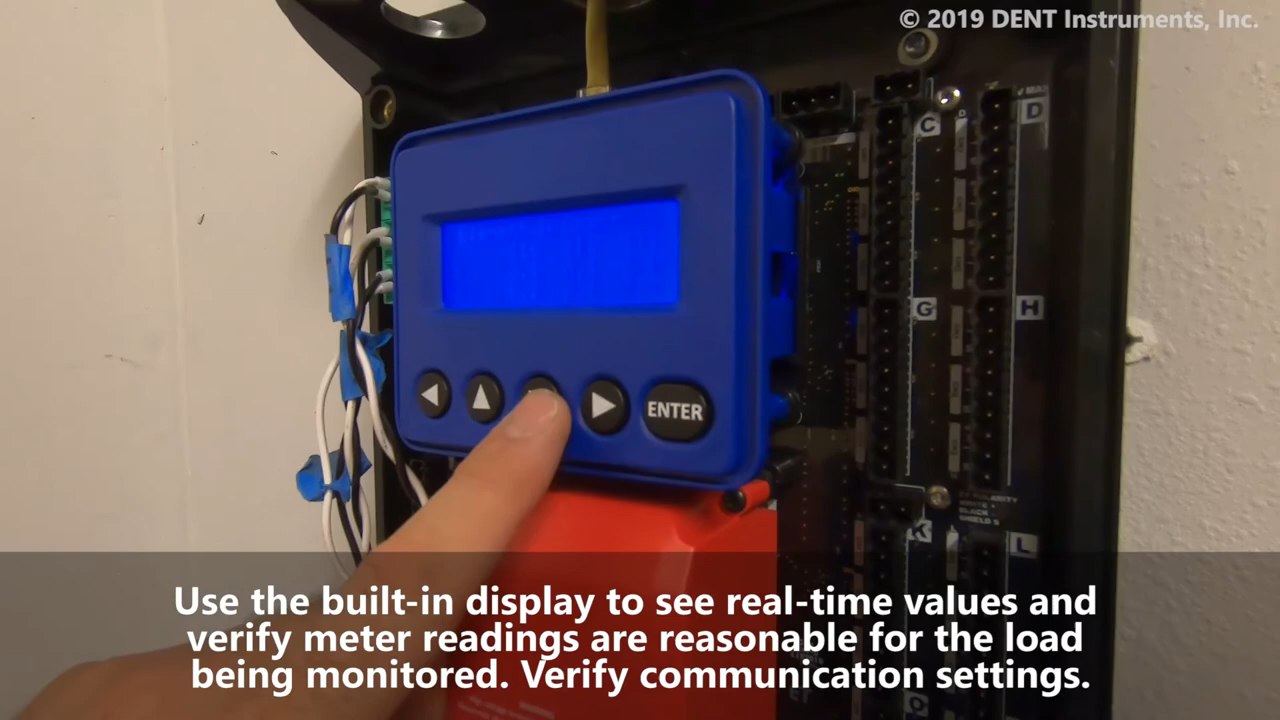 © 2019 DENT Instruments, Inc.
C
D
G
H
ENTER
K
L
Use the built-in display to see real-time values and
verify meter readings are reasonable for the load
being monitored. Verify communication settings.